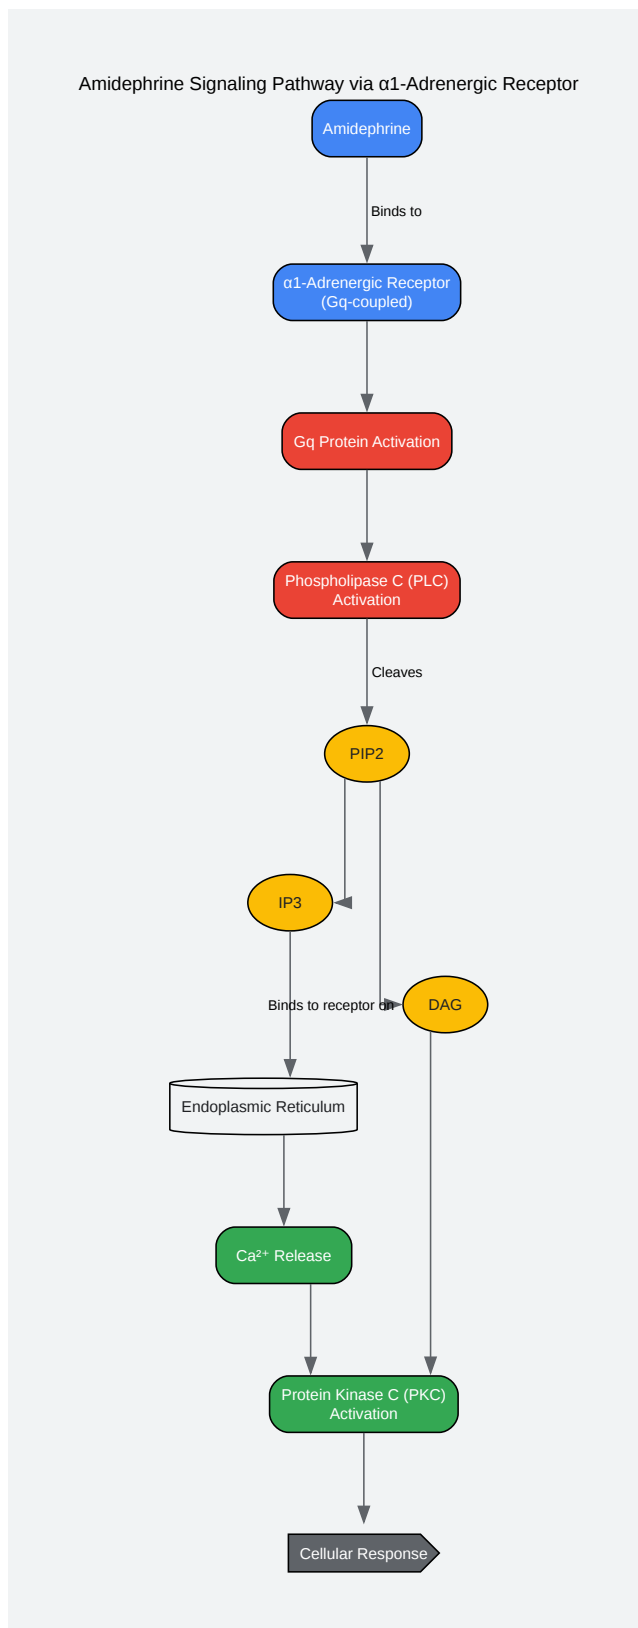 Amidephrine Signaling Pathway via α1-Adrenergic Receptor
Amidephrine
Binds to
α1-Adrenergic Receptor
(Gq-coupled)
Gq Protein Activation
Phospholipase C (PLC)
Activation
Cleaves
PIP2
IP3
Binds to receptor on
DAG
Endoplasmic Reticulum
Ca²⁺ Release
Protein Kinase C (PKC)
Activation
Cellular Response